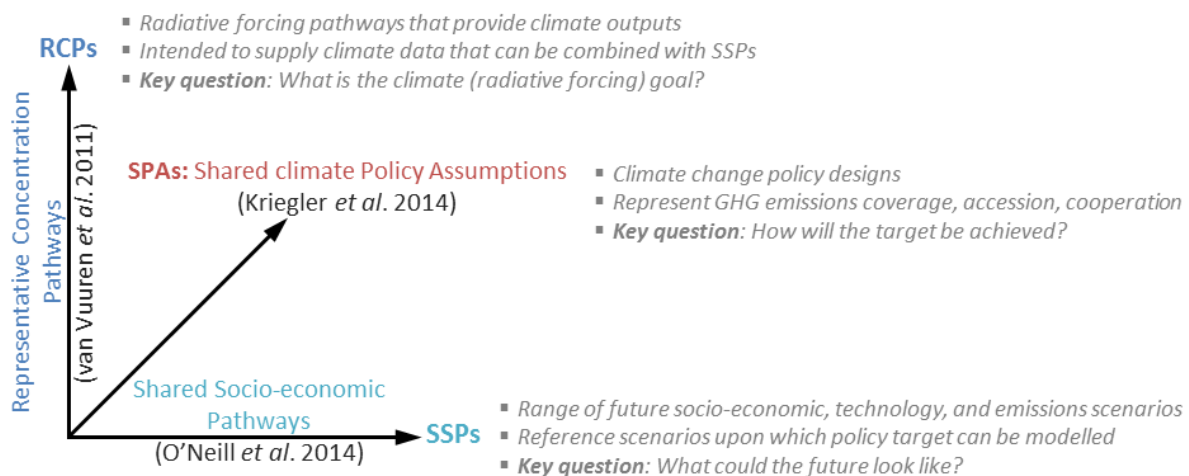 ▪ Radiative forcing pathways that provide climate outputs
▪ Intended to supply climate data that can be combined with SSPs
▪ Key question: What is the climate (radiative forcing) goal?
RCPs
Representative Concentration
Pathways
(van Vuuren et al. 2011)
SPAs: Shared climate Policy Assumptions
(Kriegler et al. 2014)
▪ Climate change policy designs
▪ Represent GHG emissions coverage, accession, cooperation
▪ Key question: How will the target be achieved?
Shared Socio-economic
Pathways
(O'Neill et al. 2014)
SSPs
▪ Range of future socio-economic, technology, and emissions scenarios
▪ Reference scenarios upon which policy target can be modelled
▪ Key question: What could the future look like?